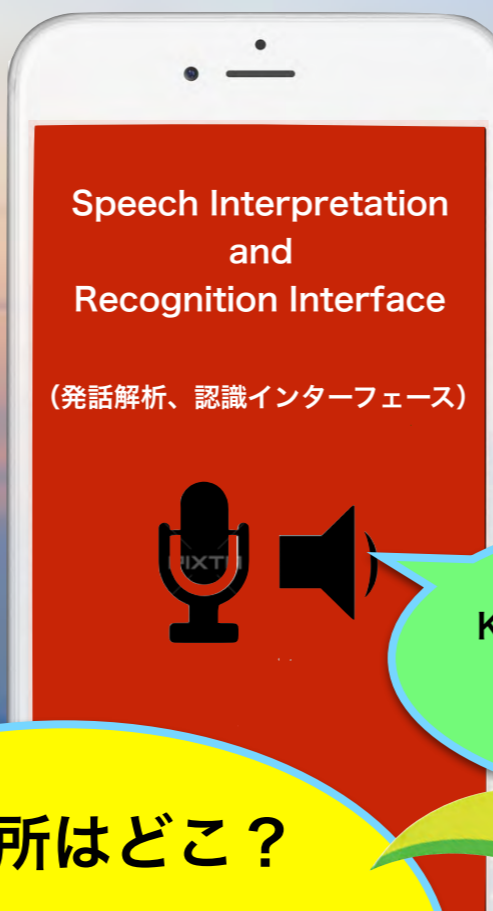 Speech Interpretation
and
Recognition Interface
（発話解析、認識インターフェース）
PIXT
K
所はどこ？